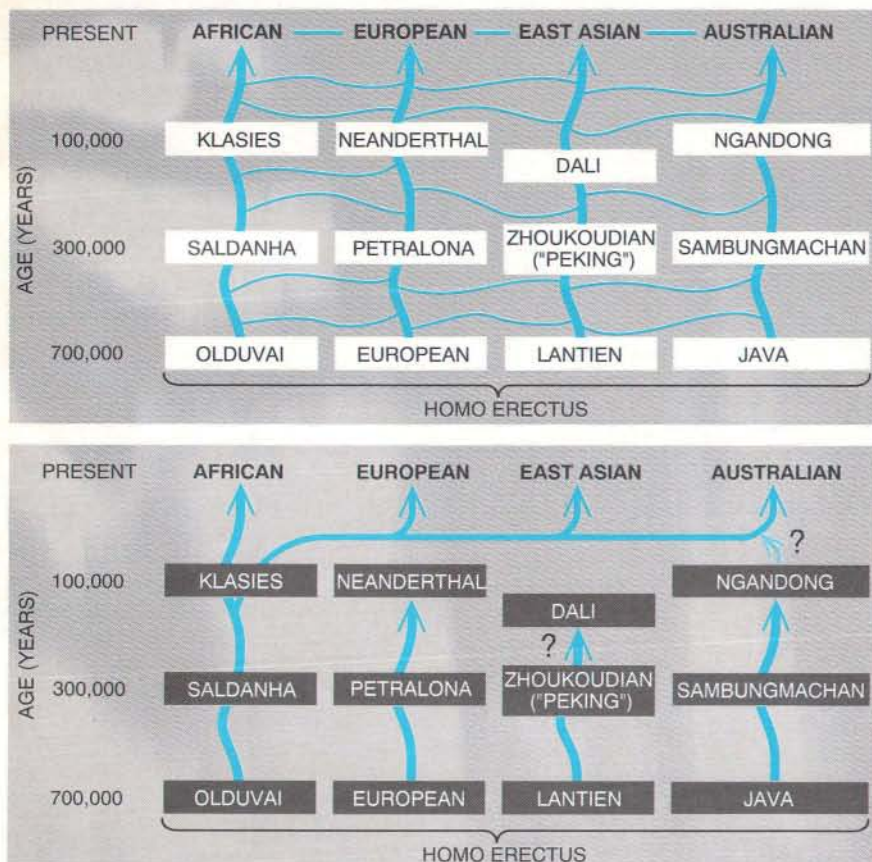 PRESENT AFRICAN EUROPEAN EAST ASIAN AUSTRALIAN
100,000 KLASIES NEANDERTHAL DALI NGANDONG
AGE (YEARS)
300,000 SALDANHA PETRALONA ZHOUKOUDIAN ("PEKING") SAMBUNGMACHAN
700,000 OLDUVAI EUROPEAN LANTIEN JAVA
HOMO ERECTUS
PRESENT AFRICAN EUROPEAN EAST ASIAN AUSTRALIAN
?
100,000 KLASIES NEANDERTHAL DALI NGANDONG
AGE (YEARS)
?
300,000 SALDANHA PETRALONA ZHOUKOUDIAN ("PEKING") SAMBUNGMACHAN
700,000 OLDUVAI EUROPEAN LANTIEN JAVA
HOMO ERECTUS